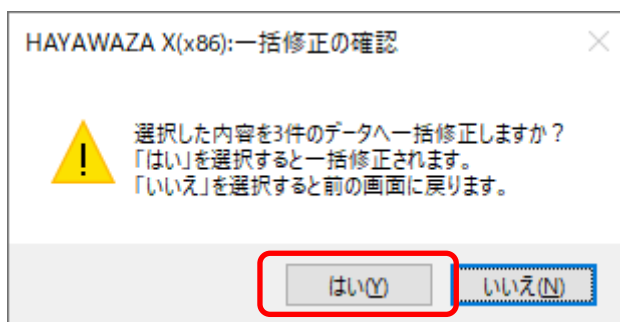 HAYAWAZA X(x86):一括修正の確認
選択した内容を3件のデータへ一括修正しますか？
「はい」を選択すると一括修正されます。
「いいえ」を選択すると前の画面に戻ります。
はい(Y) いいえ(N)